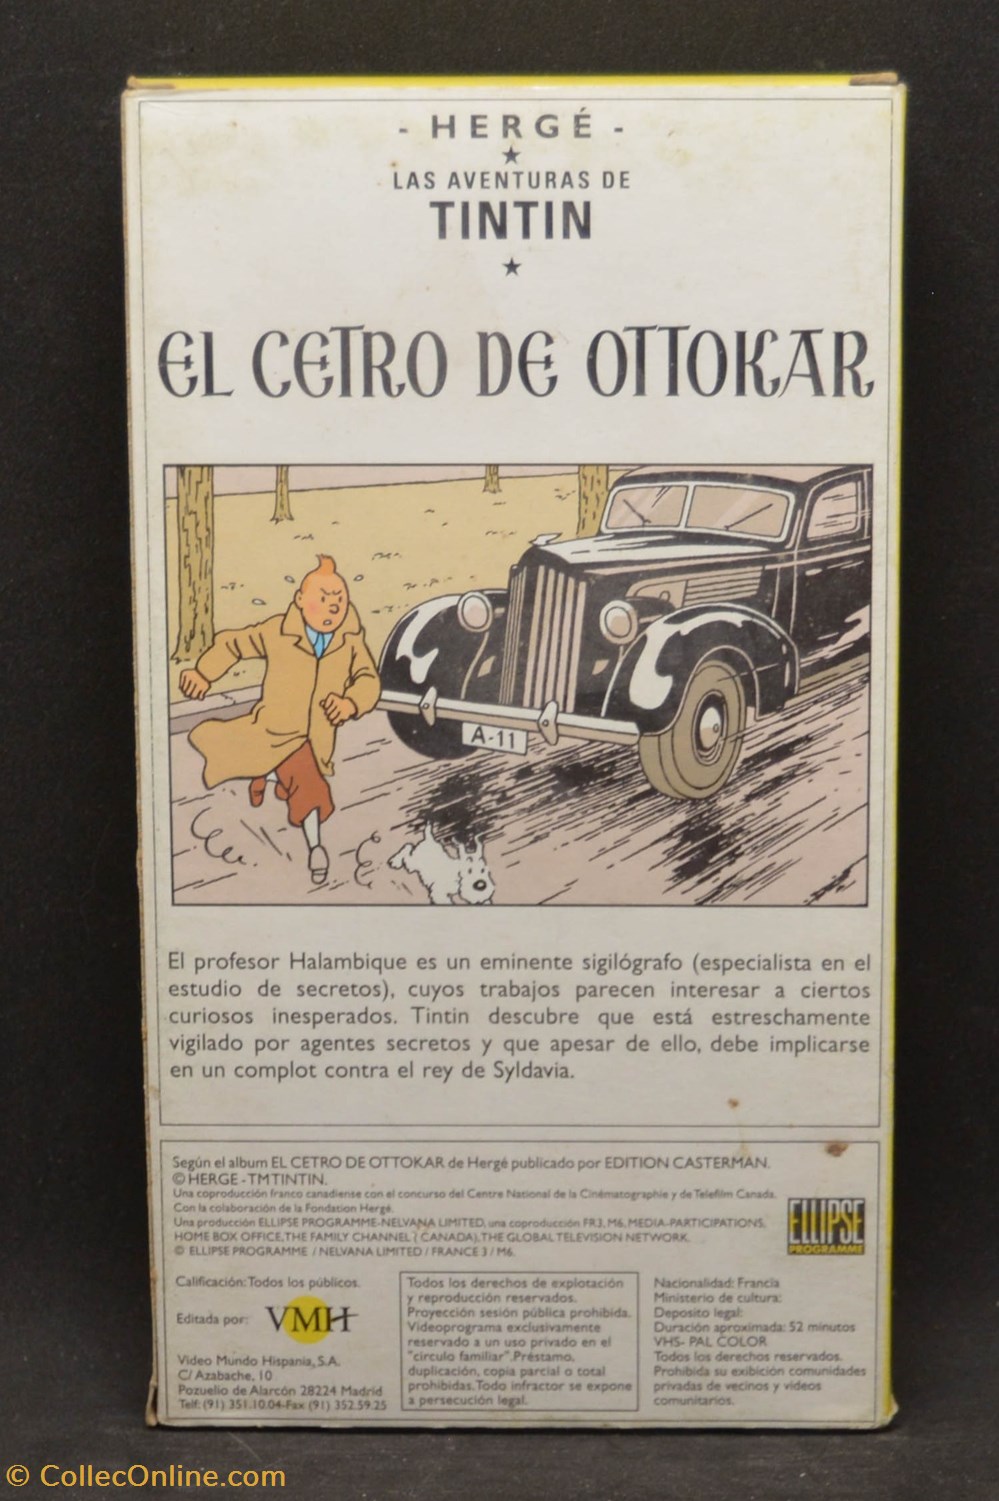 - HERGÉ -
LAS AVENTURAS DE
TINTIN
EL CETRO DE OTTOKAR
A-11
El profesor Halambique es un eminente sigilógrafo (especialista en el
estudio de secretos), cuyos trabajos parecen interesar a ciertos
curiosos inesperados. Tintin descubre que está estreschamente
vigilado por agentes secretos y que apesar de ello, debe implicarse
en un complot contra el rey de Syldavia.
Según el album EL CETRO DE OTTOKAR de Hergé publicado por EDITION CASTERMAN.
© HERGE - TM TINTIN.
Una coproducción franco canadiense con el concurso del Centre National de la Cinématographie y de Telefilm Canada.
Con la colaboración de la Fondation Hergé.
Una producción ELLIPSE PROGRAMME-NELVANA LIMITED, una coproducción FR3, M6, MEDIA-PARTICIPATIONS,
HOME BOX OFFICE, THE FAMILY CHANNEL ( CANADA), THE GLOBAL TELEVISION NETWORK.
© ELLIPSE PROGRAMME / NELVANA LIMITED / FRANCE 3 / M6.
ELLIPSE
PROGRAMME
Calificación: Todos los públicos.
Editada por: VMH
Video Mundo Hispania, S.A.
C/ Azabache, 10
Pozuelio de Alarcón 28224 Madrid
Telf: (91) 351.10.04-Fax (91) 352.59.25
Todos los derechos de explotación
y reproducción reservados.
Proyección sesión pública prohibida.
Videoprograma exclusivamente
reservado a un uso privado en el
"circulo familiar". Préstamo,
duplicación, copia parcial o total
prohibidas. Todo infractor se expone
a persecución legal.
Nacionalidad: Francia
Ministerio de cultura:
Deposito legal:
Duración aproximada: 52 minutos
VHS- PAL COLOR
Todos los derechos reservados.
Prohibida su exibición comunidades
privadas de vecinos y videos
comunitarios.
© CollecOnline.com